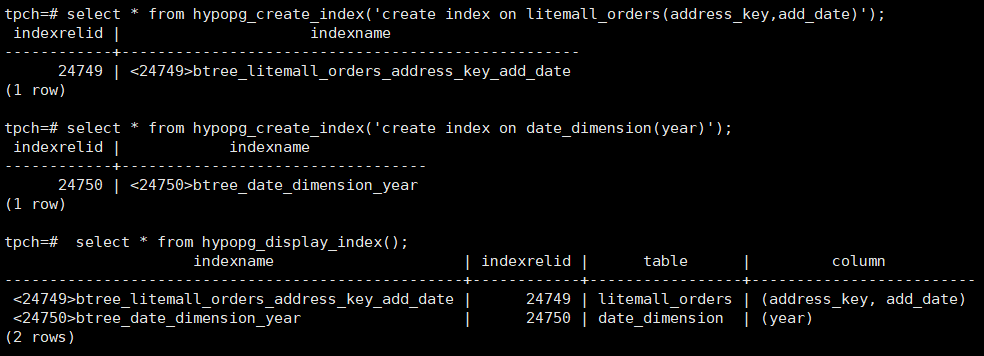 tpch=# select * from hypopg_create_index('create index on litemall_orders(address_key,add_date)');
 indexrelid |                     indexname
------------+---------------------------------------------------
      24749 | <24749>btree_litemall_orders_address_key_add_date
(1 row)

tpch=# select * from hypopg_create_index('create index on date_dimension(year)');
 indexrelid |            indexname
------------+----------------------------------
      24750 | <24750>btree_date_dimension_year
(1 row)

tpch=#  select * from hypopg_display_index();
                     indexname                     | indexrelid |      table      |         column
---------------------------------------------------+------------+-----------------+-------------------------
 <24749>btree_litemall_orders_address_key_add_date |      24749 | litemall_orders | (address_key, add_date)
 <24750>btree_date_dimension_year                  |      24750 | date_dimension  | (year)
(2 rows)